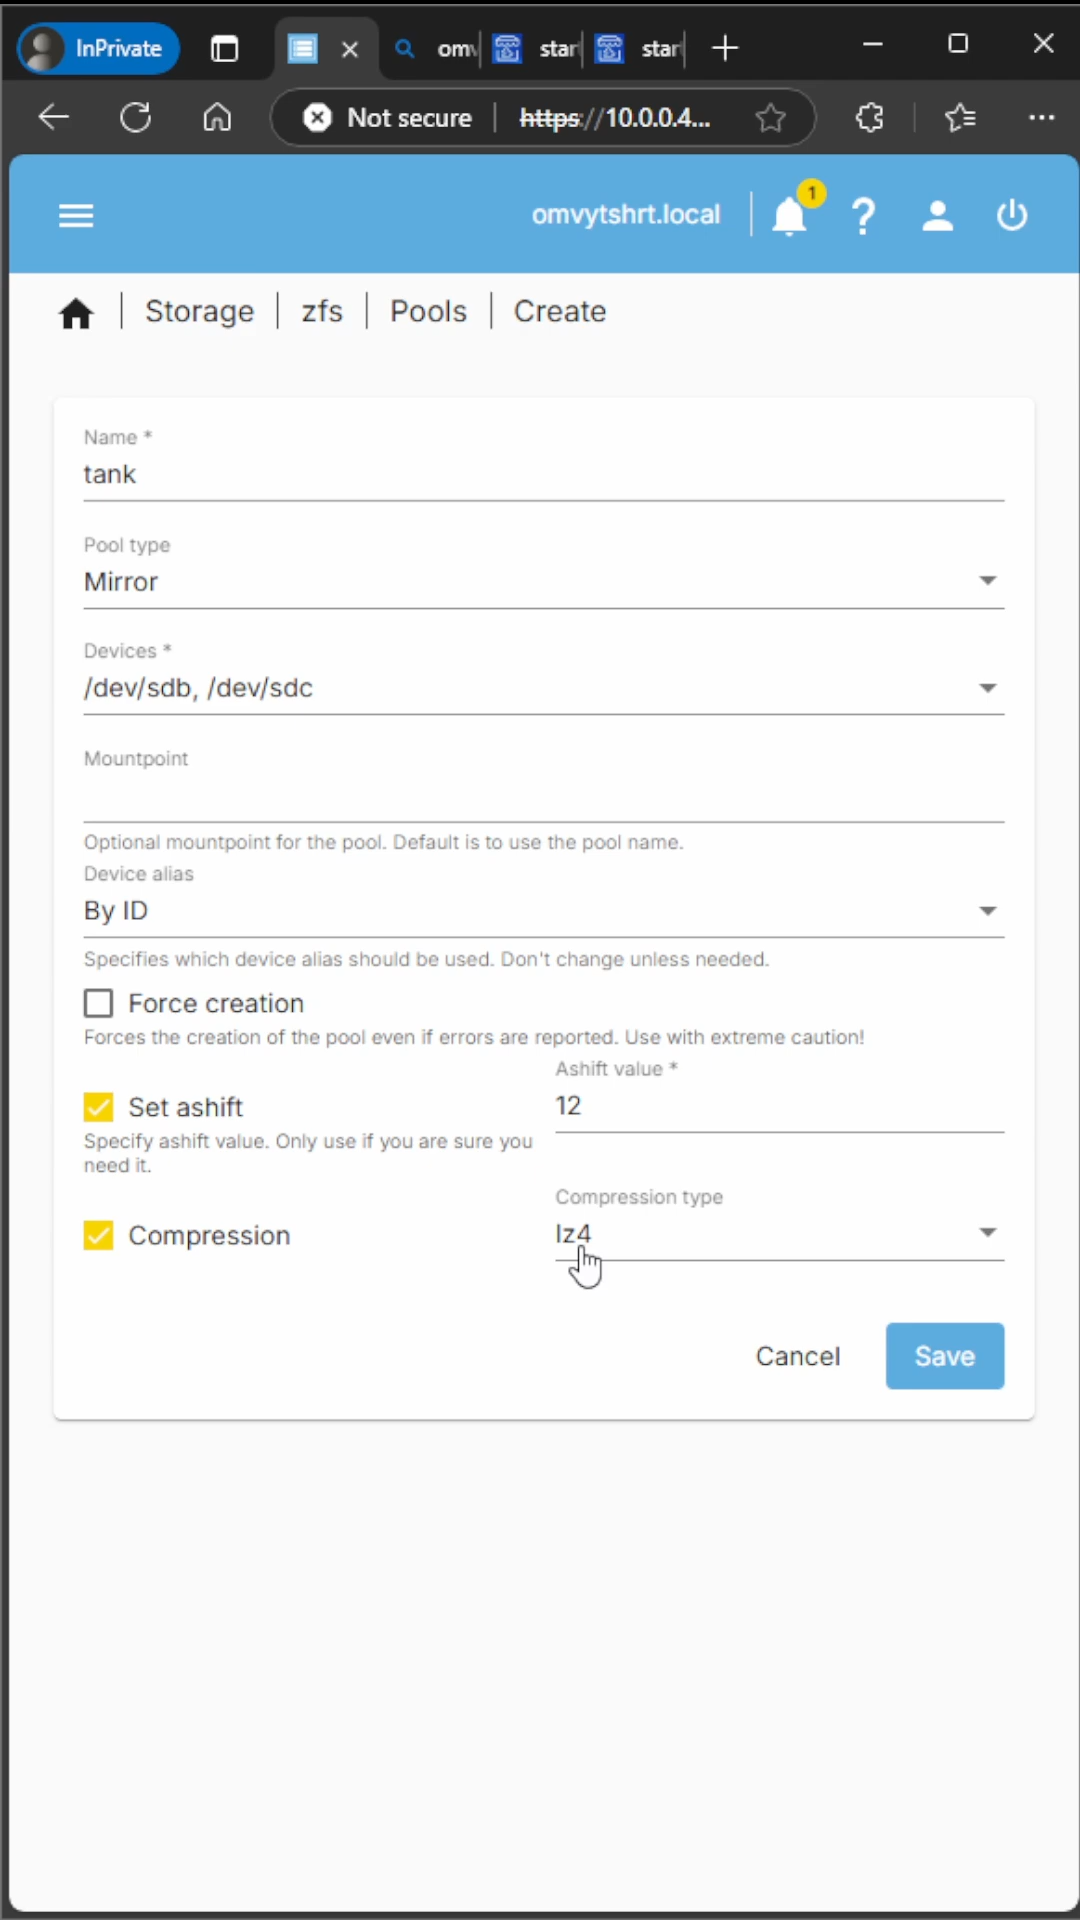 InPrivate
omv
star
star
Not secure
https://10.0.0.4...
omvytshrt.local
1
Storage | zfs | Pools | Create
Name *
tank
Pool type
Mirror
Devices *
/dev/sdb, /dev/sdc
Mountpoint
Optional mountpoint for the pool. Default is to use the pool name.
Device alias
By ID
Specifies which device alias should be used. Don't change unless needed.
Force creation
Forces the creation of the pool even if errors are reported. Use with extreme caution!
Set ashift
Specify ashift value. Only use if you are sure you
need it.
Ashift value *
12
Compression
Compression type
lz4
Cancel
Save